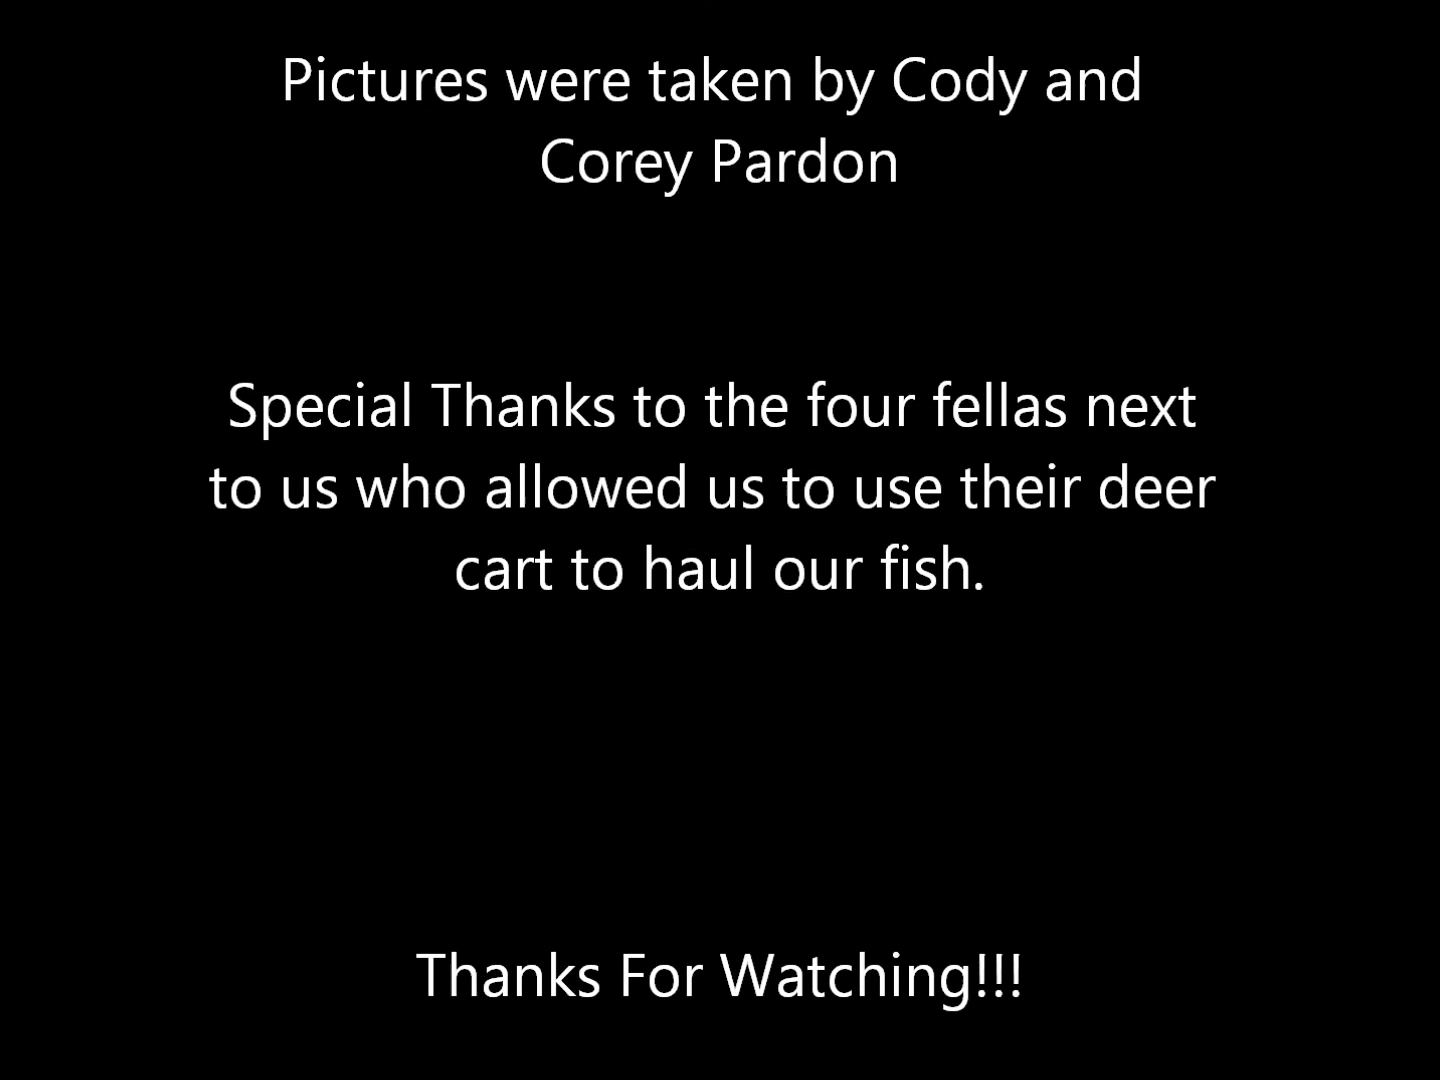 Pictures were taken by Cody and
Corey Pardon
Special Thanks to the four fellas next
to us who allowed us to use their deer
cart to haul our fish.
Thanks For Watching!!!